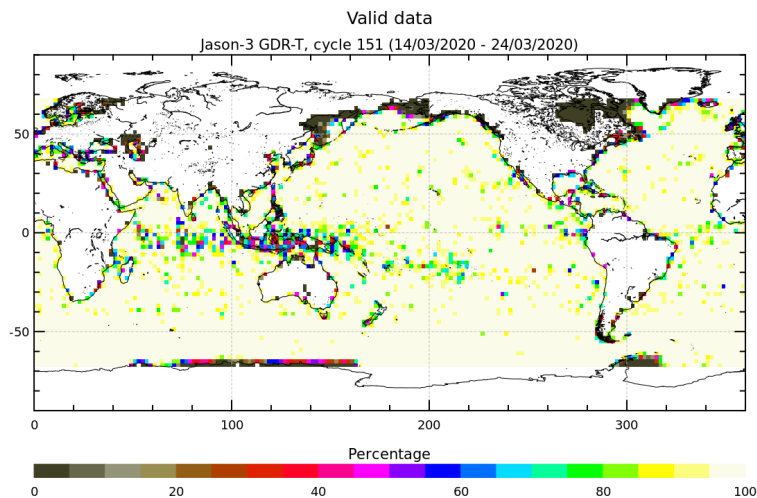 Valid data
Jason-3 GDR-T, cycle 151 (14/03/2020 - 24/03/2020)
50
0
-50
0 100 200 300
Percentage
0 20 40 60 80 100